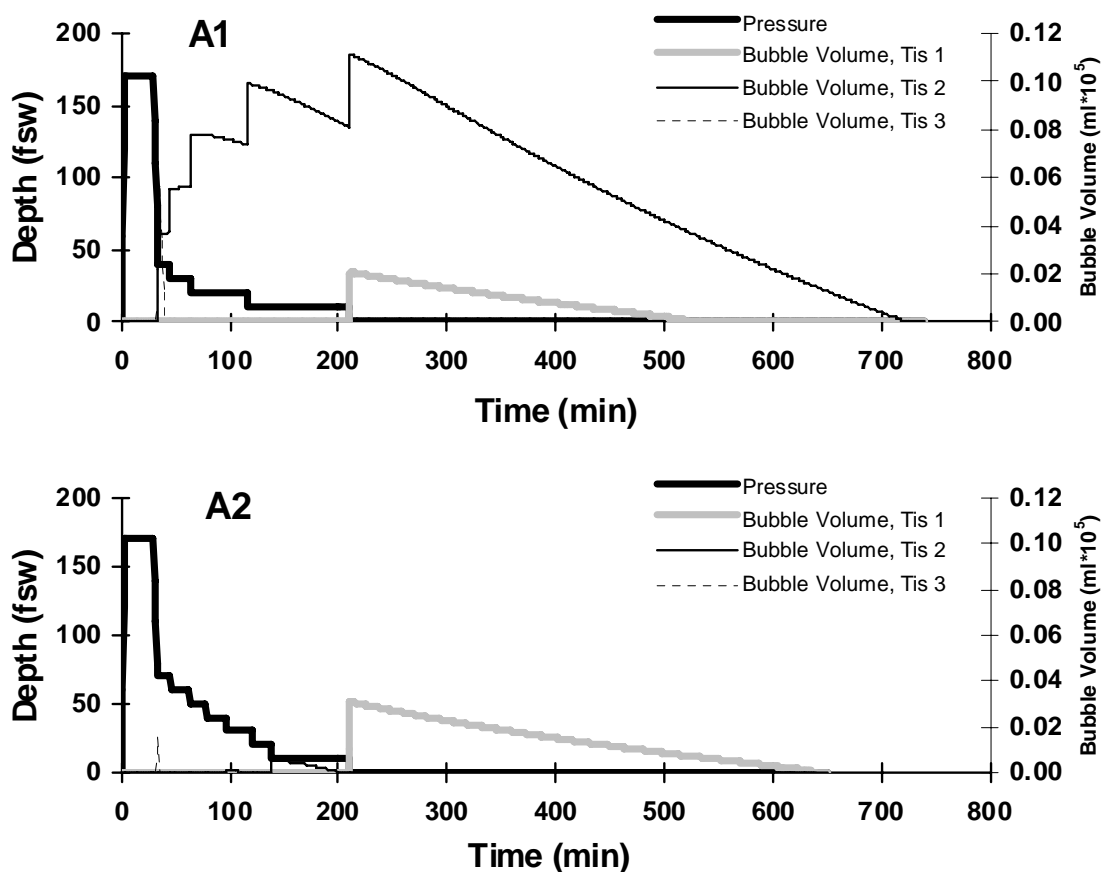 A1
Pressure
Bubble Volume, Tis 1
Bubble Volume, Tis 2
Bubble Volume, Tis 3
Depth (fsw)
200
150
100
50
0
0 100 200 300 400 500 600 700 800
Time (min)
0.12
0.10
0.08
0.06
0.04
0.02
0.00
Bubble Volume (ml*10⁵)
A2
Pressure
Bubble Volume, Tis 1
Bubble Volume, Tis 2
Bubble Volume, Tis 3
Depth (fsw)
200
150
100
50
0
0 100 200 300 400 500 600 700 800
Time (min)
0.12
0.10
0.08
0.06
0.04
0.02
0.00
Bubble Volume (ml*10⁵)